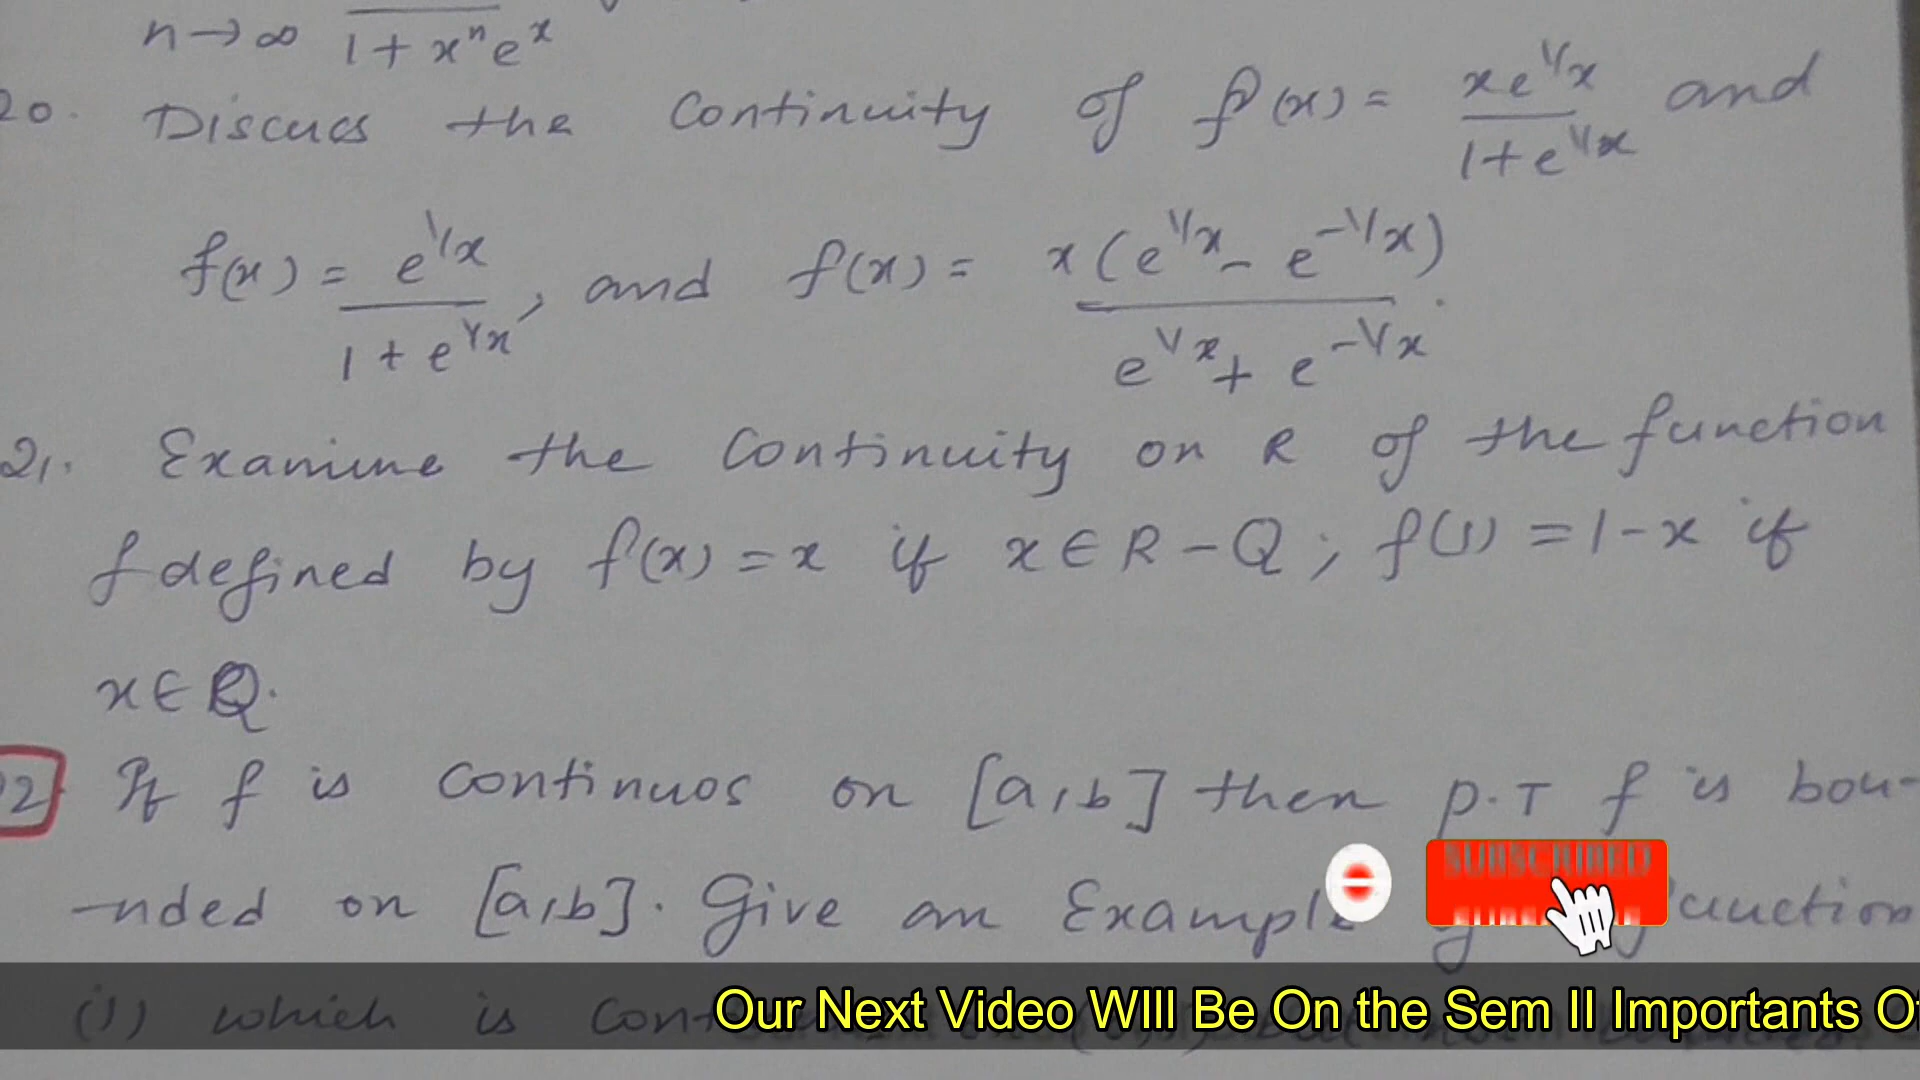 n→∞ 1+xⁿeˣ
20. Discuss the continuity of f(x) = xe^1/x / 1+e^1/x and
f(x) = e^1/x / 1+e^1/x, and f(x) = x(e^1/x - e^-1/x) / e^1/x + e^-1/x.
21. Examine the continuity on R of the function
f defined by f(x) = x if x∈R-Q; f(1) = 1-x if
x∈Q.
2 If f is continuos on [a,b] then p.T f is bou-
-nded on [a,b]. Give an Example
SUBSCRIBED
(i) which is
Our Next Video WIll Be On the Sem II Importants